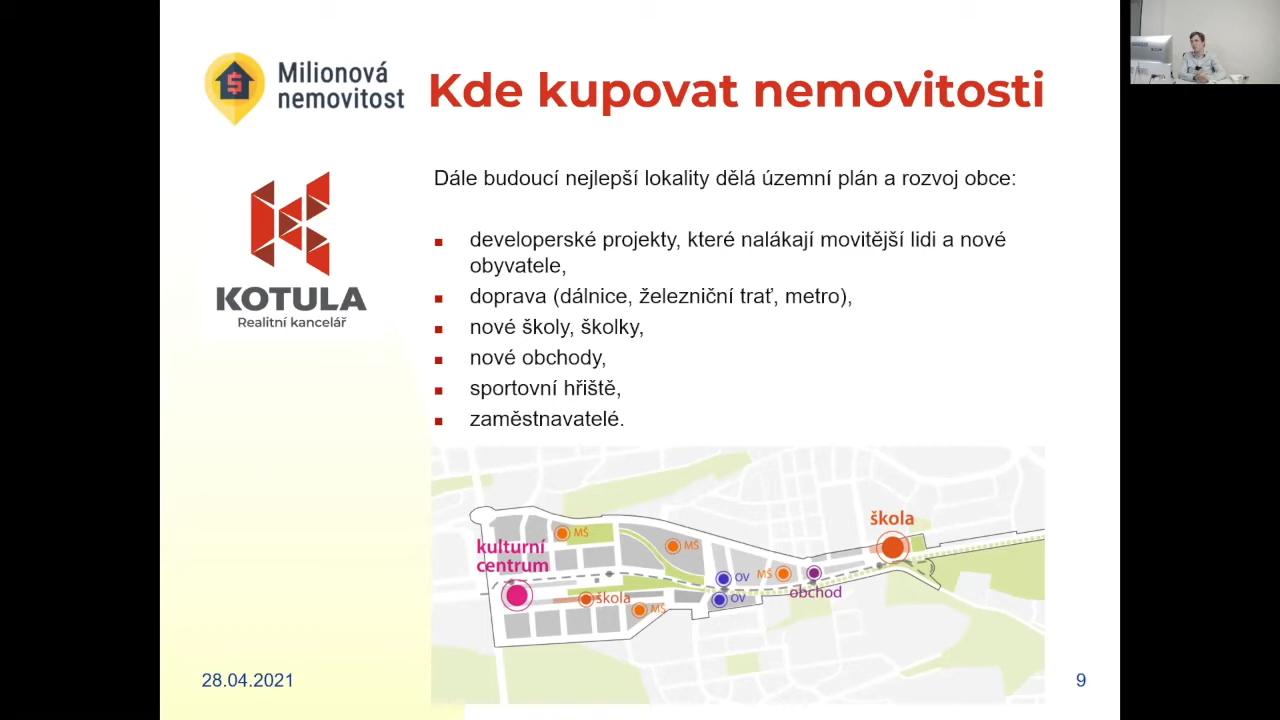 Milionová
nemovitost
Kde kupovat nemovitosti
KOTULA
Realitní kancelář
Dále budoucí nejlepší lokality dělá územní plán a rozvoj obce:
developerské projekty, které nalákají movitější lidi a nové
obyvatele,
doprava (dálnice, železniční trať, metro),
nové školy, školky,
nové obchody,
sportovní hřiště,
zaměstnavatelé.
škola
MŠ
kulturní
centrum
MŠ
OV
MŠ
obchod
škola
MŠ
OV
28.04.2021
9